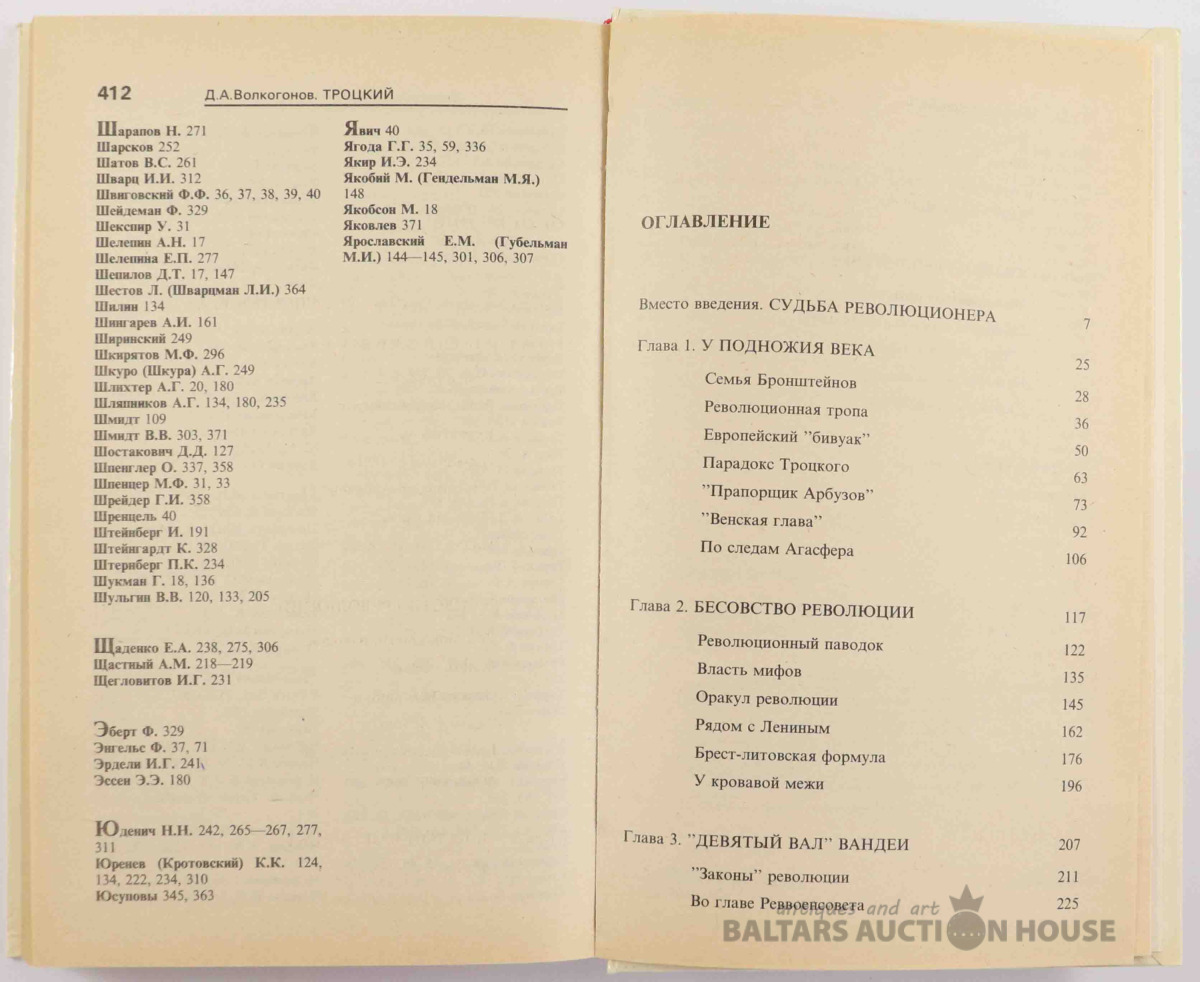 412
Д.А.Волкогонов. ТРОЦКИЙ
Шарапов Н. 271
Шарсков 252
Шатов В.С. 261
Шварц И.И. 312
Швиговский Ф.Ф. 36, 37, 38, 39, 40
Шейдеман Ф. 329
Шекспир У. 31
Шелепин А.Н. 17
Шелепина Е.П. 277
Шепилов Д.Т. 17, 147
Шестов Л. (Шварцман Л.И.) 364
Шилин 134
Шингарев А.И. 161
Ширинский 249
Шкирятов М.Ф. 296
Шкуро (Шкура) А.Г. 249
Шлихтер А.Г. 20, 180
Шляпников А.Г. 134, 180, 235
Шмидт 109
Шмидт В.В. 303, 371
Шостакович Д.Д. 127
Шпенглер О. 337, 358
Шпенцер М.Ф. 31, 33
Шрейдер Г.И. 358
Шренцель 40
Штейнберг И. 191
Штейнгардт К. 328
Штернберг П.К. 234
Шукман Г. 18, 136
Шульгин В.В. 120, 133, 205
Щаденко Е.А. 238, 275, 306
Щастный А.М. 218—219
Щегловитов И.Г. 231
Эберт Ф. 329
Энгельс Ф. 37, 71
Эрдели И.Г. 241
Эссен Э.Э. 180
Юденич Н.Н. 242, 265—267, 277,
311
Юренев (Кротовский) К.К. 124,
134, 222, 234, 310
Юсуповы 345, 363
Явич 40
Ягода Г.Г. 35, 59, 336
Якир И.Э. 234
Якобий М. (Гендельман М.Я.)
148
Якобсон М. 18
Яковлев 371
Ярославский Е.М. (Губельман
М.И.) 144—145, 301, 306, 307
ОГЛАВЛЕНИЕ
Вместо введения. СУДЬБА РЕВОЛЮЦИОНЕРА 7
Глава 1. У ПОДНОЖИЯ ВЕКА 25
Семья Бронштейнов 28
Революционная тропа 36
Европейский "бивуак" 50
Парадокс Троцкого 63
"Прапорщик Арбузов" 73
"Венская глава" 92
По следам Агасфера 106
Глава 2. БЕСОВСТВО РЕВОЛЮЦИИ 117
Революционный паводок 122
Власть мифов 135
Оракул революции 145
Рядом с Лениным 162
Брест-литовская формула 176
У кровавой межи 196
Глава 3. "ДЕВЯТЫЙ ВАЛ" ВАНДЕИ 207
"Законы" революции 211
Во главе Реввоенсовета 225
antiques and art
BALTARS AUCTION HOUSE